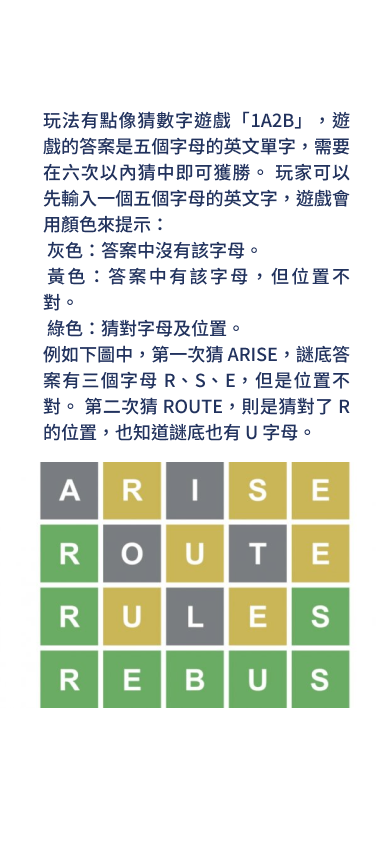 玩法有點像猜數字遊戲「1A2B」，遊
戲的答案是五個字母的英文單字，需要
在六次以內猜中即可獲勝。 玩家可以
先輸入一個五個字母的英文字，遊戲會
用顏色來提示：
灰色：答案中沒有該字母。
黃色：答案中有該字母，但位置不
對。
綠色：猜對字母及位置。
例如下圖中，第一次猜 ARISE，謎底答
案有三個字母 R、S、E，但是位置不
對。 第二次猜 ROUTE，則是猜對了 R
的位置，也知道謎底也有 U 字母。
A R I S E
R O U T E
R U L E S
R E B U S